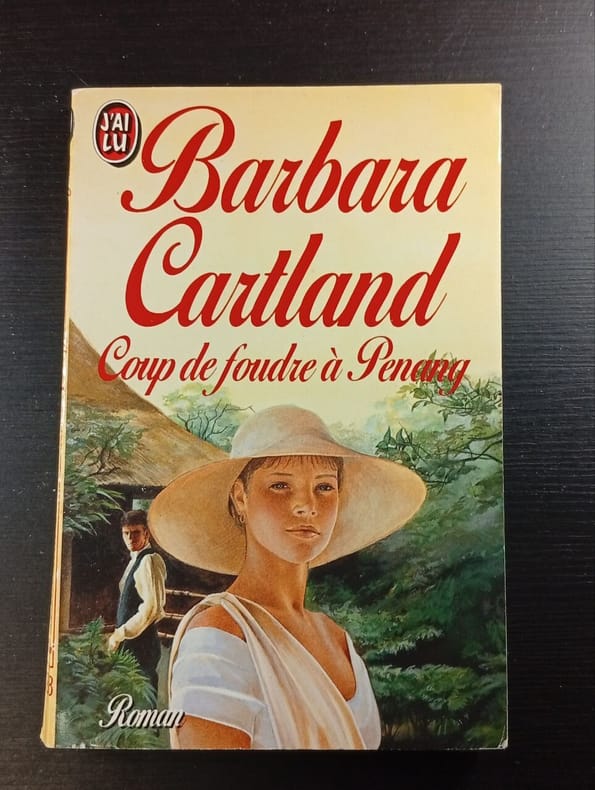 J'AI
LU
Barbara
Cartland
Coup de foudre à Penang
Roman